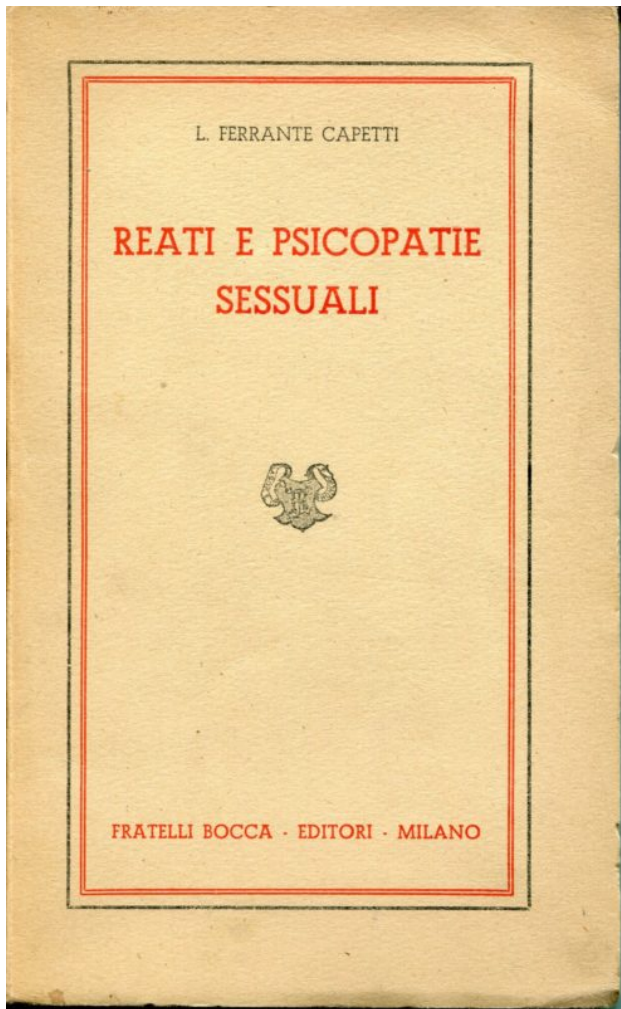 L. FERRANTE CAPETTI
REATI E PSICOPATIE
SESSUALI
FRATELLI BOCCA - EDITORI - MILANO